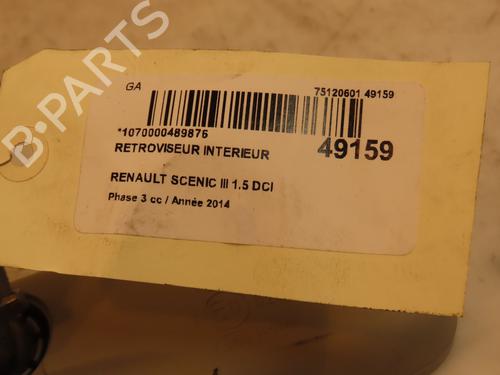 GA
75120601 49159
*1070000489876
49159
RETROVISEUR INTERIEUR
RENAULT SCENIC III 1.5 DCI
Phase 3 cc / Année 2014
B-PARTS